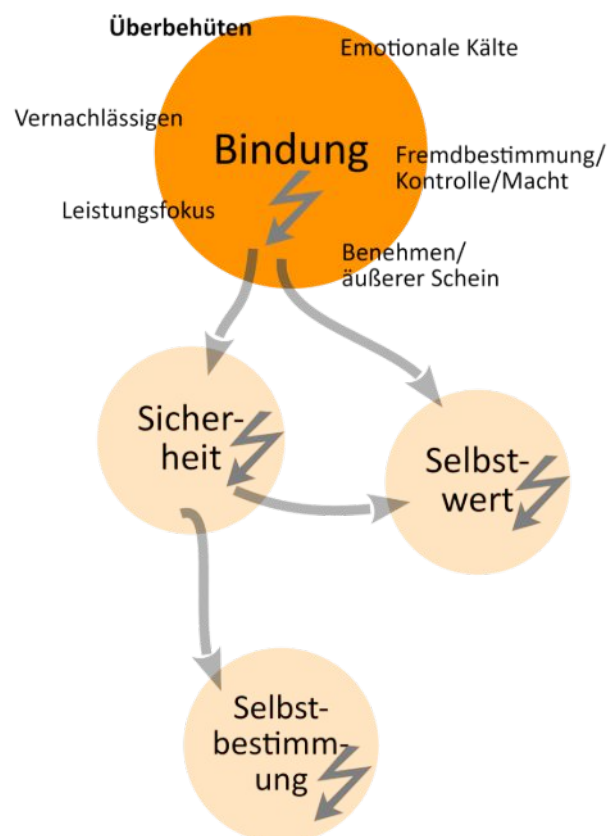 Überbehüten
Emotionale Kälte
Vernachlässigen
Bindung
Fremdbestimmung/
Kontrolle/Macht
Leistungsfokus
Benehmen/
äußerer Schein
Sicher-
heit
Selbst-
wert
Selbst-
bestimm-
ung